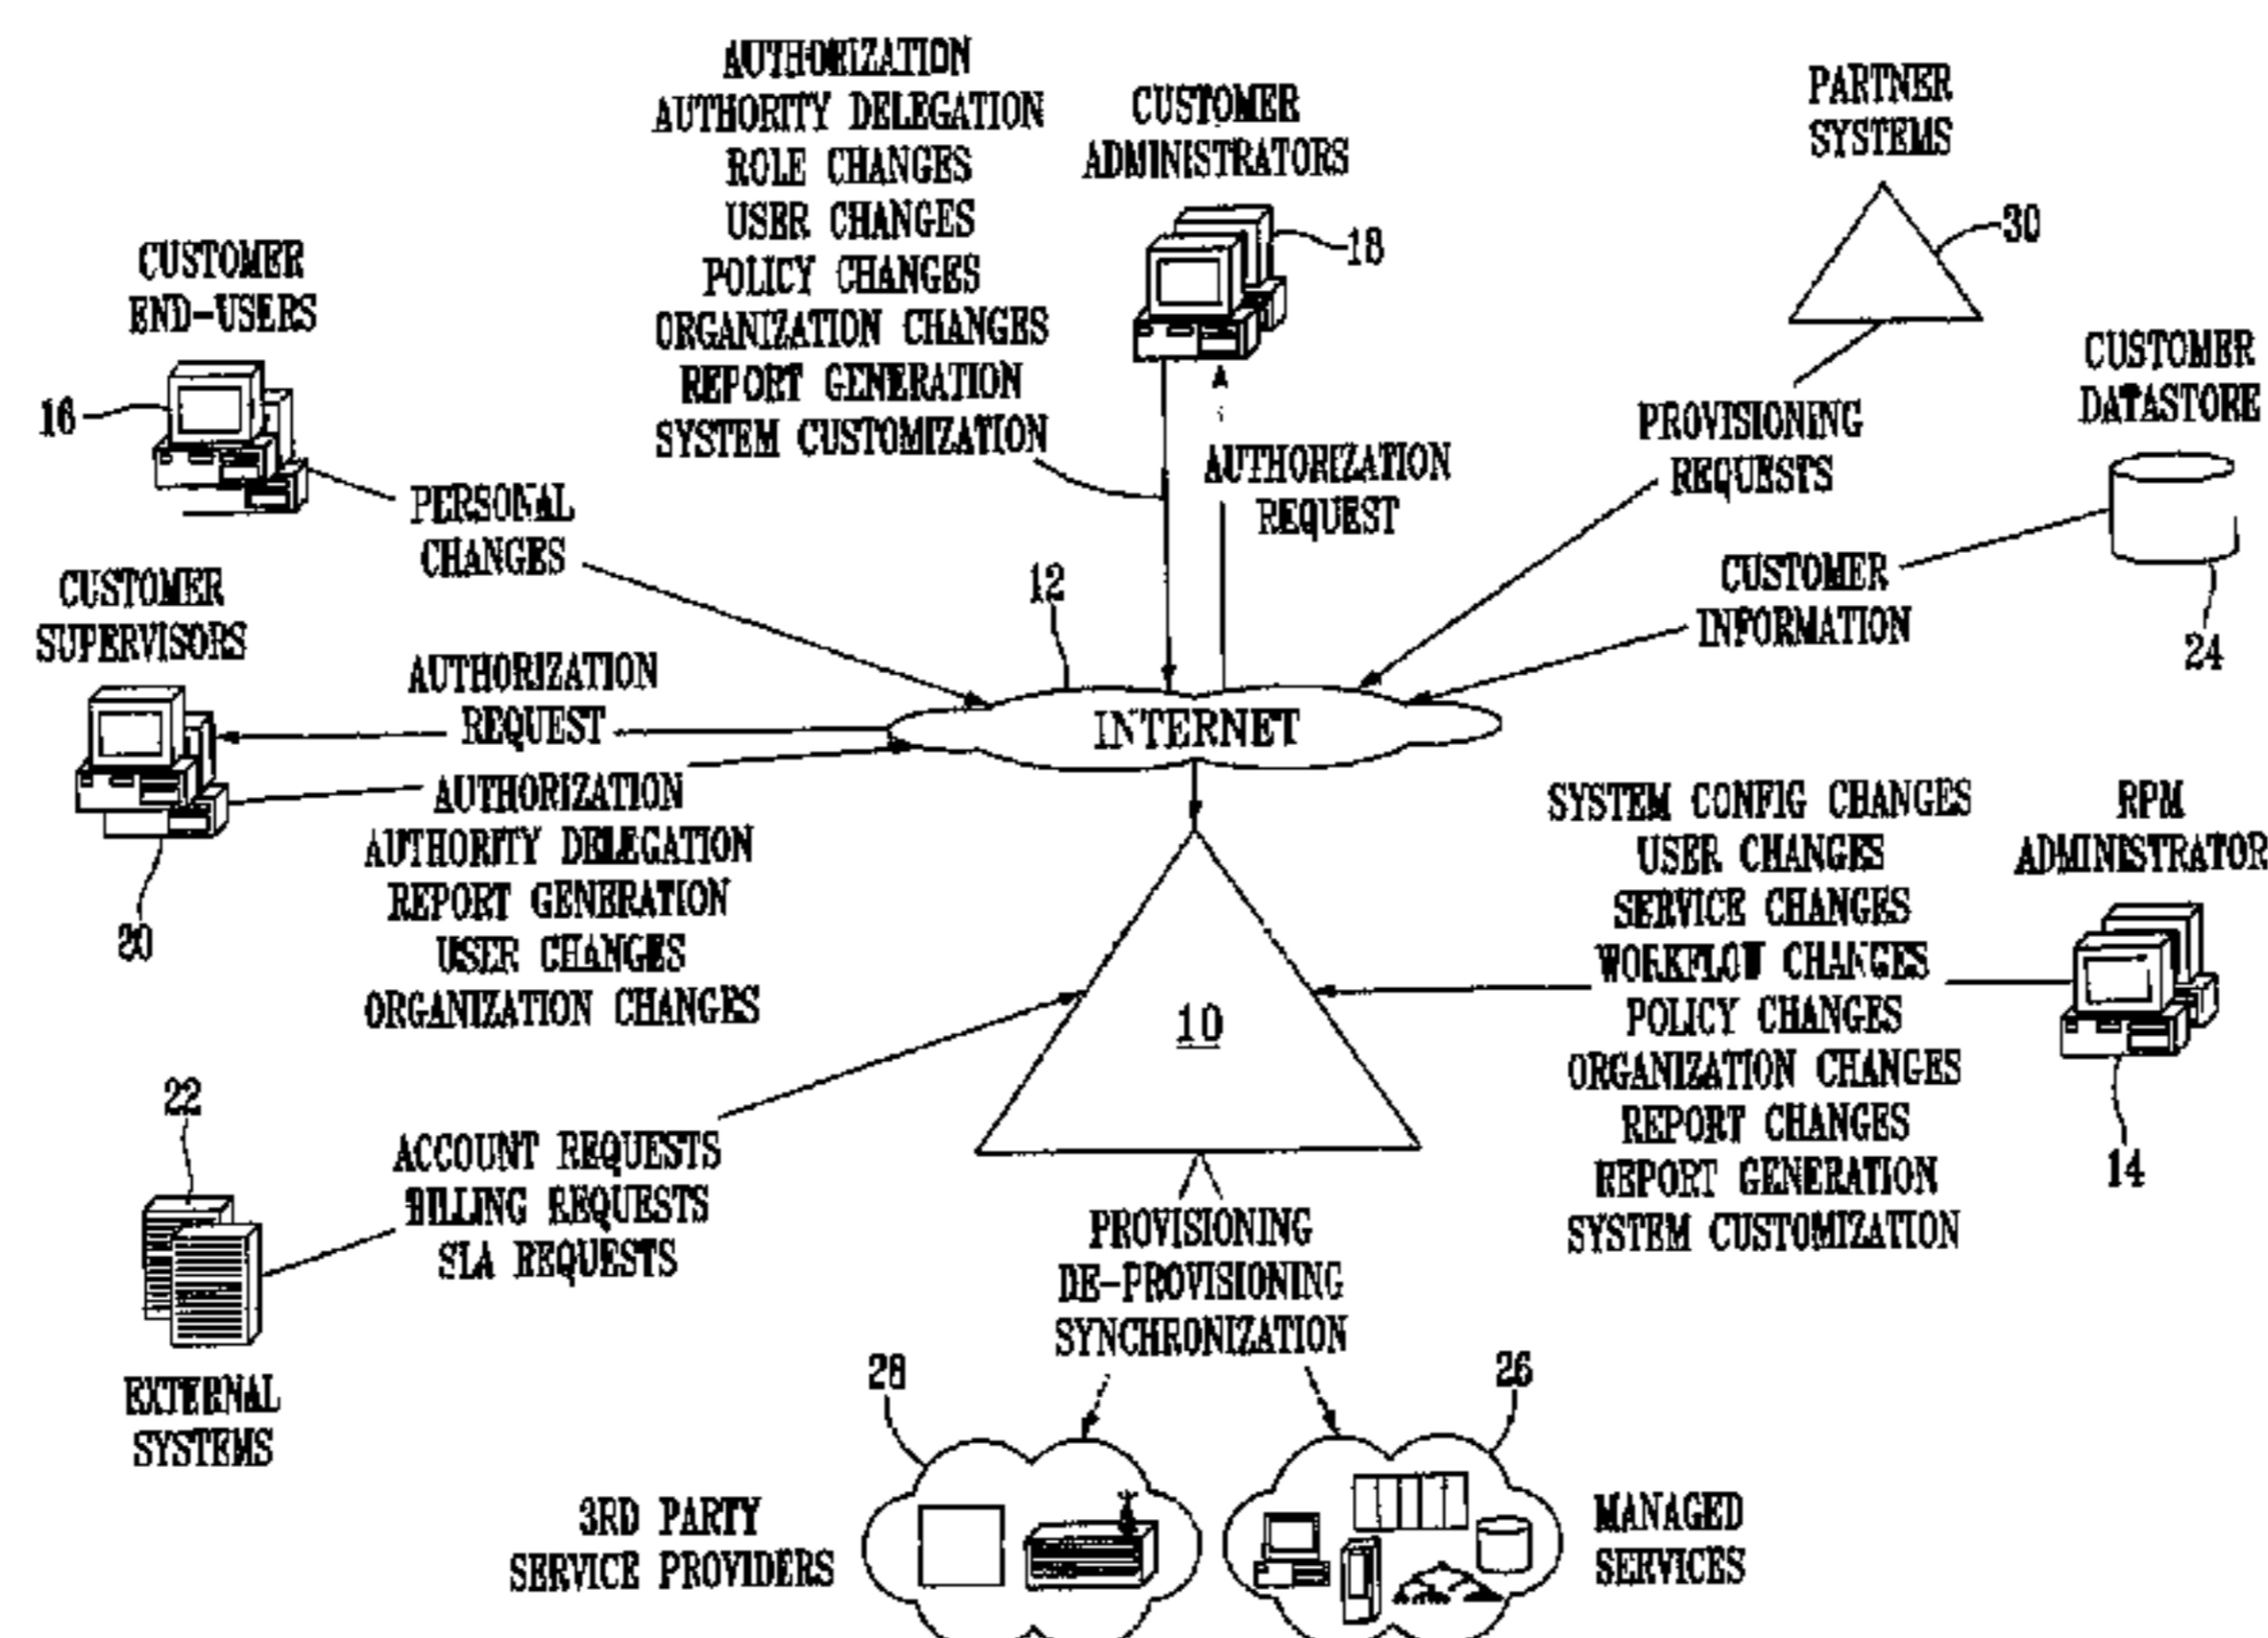 AUTHORIZATION
AUTHORITY DELEGATION
ROLE CHANGES
USER CHANGES
POLICY CHANGES
ORGANIZATION CHANGES
REPORT GENERATION
SYSTEM CUSTOMIZATION
CUSTOMER
ADMINISTRATORS
18
PARTNER
SYSTEMS
30
CUSTOMER
END-USERS
16
PERSONAL
CHANGES
AUTHORIZATION
REQUEST
PROVISIONING
REQUESTS
CUSTOMER
DATASTORE
24
CUSTOMER
INFORMATION
CUSTOMER
SUPERVISORS
20
AUTHORIZATION
REQUEST
12
INTERNET
AUTHORIZATION
AUTHORITY DELEGATION
REPORT GENERATION
USER CHANGES
ORGANIZATION CHANGES
10
SYSTEM CONFIG CHANGES
USER CHANGES
SERVICE CHANGES
WORKFLOW CHANGES
POLICY CHANGES
ORGANIZATION CHANGES
REPORT CHANGES
REPORT GENERATION
SYSTEM CUSTOMIZATION
RPM
ADMINISTRATOR
14
22
EXTERNAL
SYSTEMS
ACCOUNT REQUESTS
BILLING REQUESTS
SLA REQUESTS
PROVISIONING
DE-PROVISIONING
SYNCHRONIZATION
28
26
3RD PARTY
SERVICE PROVIDERS
MANAGED
SERVICES